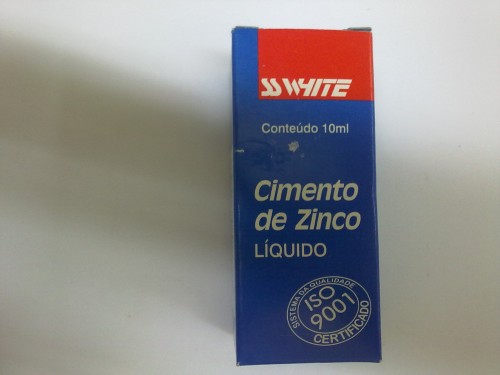 SS WHITE
Conteúdo 10ml
Cimento
de Zinco
LÍQUIDO
SISTEMA DA QUALIDADE
ISO
9001
CERTIFICADO